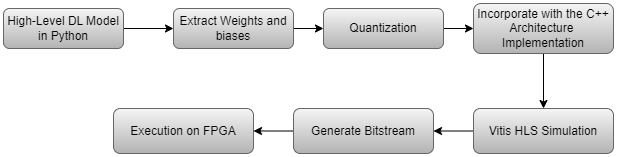 High-Level DL Model
in Python
Extract Weights and
biases
Quantization
Incorporate with the C++
Architecture
Implementation
Vitis HLS Simulation
Generate Bitstream
Execution on FPGA